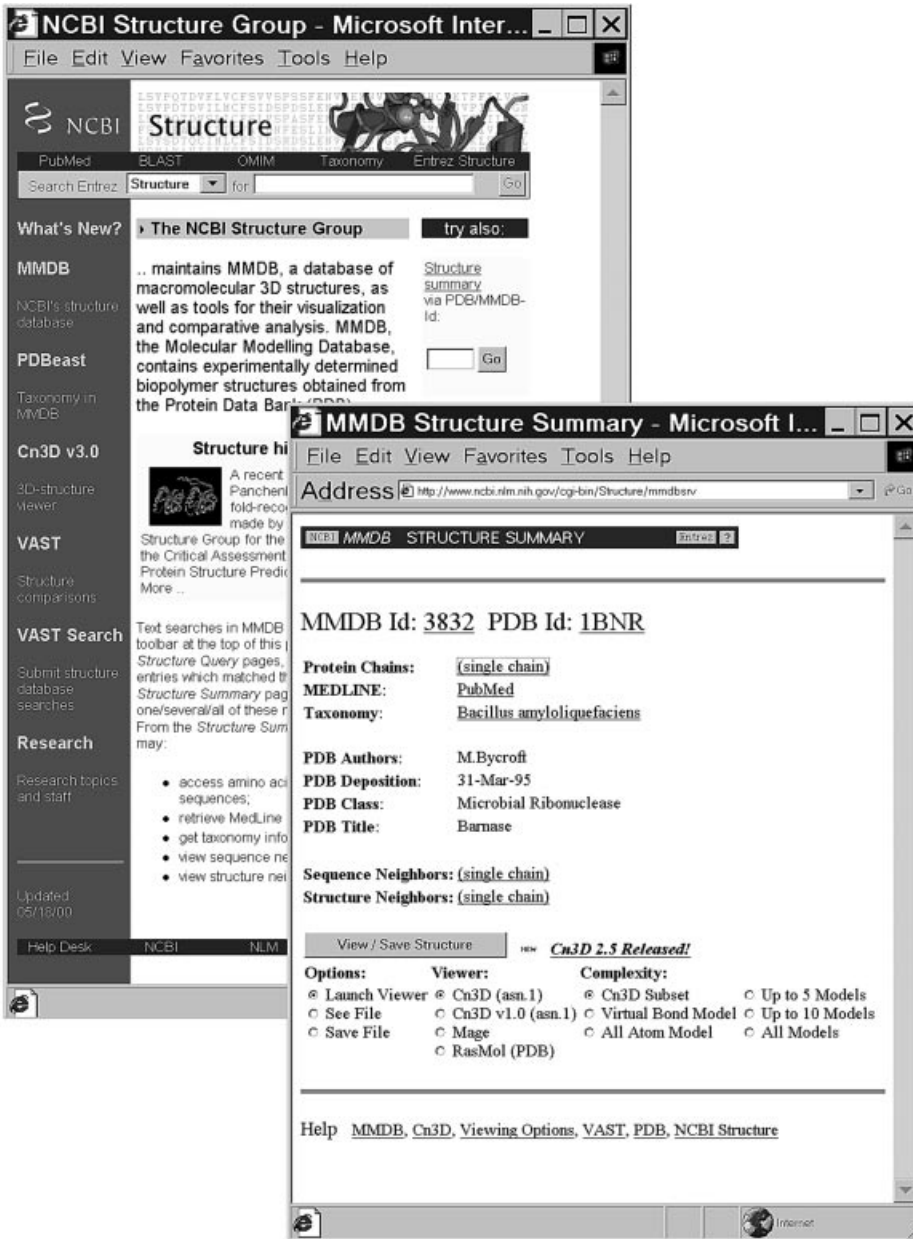 NCBI Structure Group - Microsoft Inter...
File Edit View Favorites Tools Help
NCBI
Structure
PubMed BLAST OMIM Taxonomy Entrez Structure
Search Entrez Structure for Go
What's New?
MMDB
NCBI's structure
database
PDBeast
Taxonomy in
MMDB
Cn3D v3.0
3D-structure
viewer
VAST
Structure
comparisons
VAST Search
Submit structure
database
searches
Research
Research topics
and staff
Updated
05/18/00
The NCBI Structure Group
.. maintains MMDB, a database of
macromolecular 3D structures, as
well as tools for their visualization
and comparative analysis. MMDB,
the Molecular Modelling Database,
contains experimentally determined
biopolymer structures obtained from
the Protein Data Bank (PDB)
try also:
Structure
summary
via PDB/MMDB-
Id:
Go
Structure hi
A recent
Panchenl
fold-reco
made by
Structure Group for the
the Critical Assessment
Protein Structure Predic
More ..
Text searches in MMDB
toolbar at the top of this
Structure Query pages,
entries which matched th
Structure Summary pag
one/several/all of these r
From the Structure Sum
may:
access amino aci
sequences;
retrieve MedLine
get taxonomy info
view sequence ne
view structure nei
Help Desk NCBI NLM
MMDB Structure Summary - Microsoft I...
File Edit View Favorites Tools Help
Address http://www.ncbi.nlm.nih.gov/cgi-bin/Structure/mmdbsrv Go
NCBI MMDB STRUCTURE SUMMARY Entrez ?
MMDB Id: 3832 PDB Id: 1BNR
Protein Chains: (single chain)
MEDLINE: PubMed
Taxonomy: Bacillus amyloliquefaciens
PDB Authors: M.Bycroft
PDB Deposition: 31-Mar-95
PDB Class: Microbial Ribonuclease
PDB Title: Barnase
Sequence Neighbors: (single chain)
Structure Neighbors: (single chain)
View / Save Structure NEW Cn3D 2.5 Released!
Options: Viewer: Complexity:
Launch Viewer Cn3D (asn.1) Cn3D Subset Up to 5 Models
See File Cn3D v1.0 (asn.1) Virtual Bond Model Up to 10 Models
Save File Mage All Atom Model All Models
RasMol (PDB)
Help MMDB, Cn3D, Viewing Options, VAST, PDB, NCBI Structure
Internet